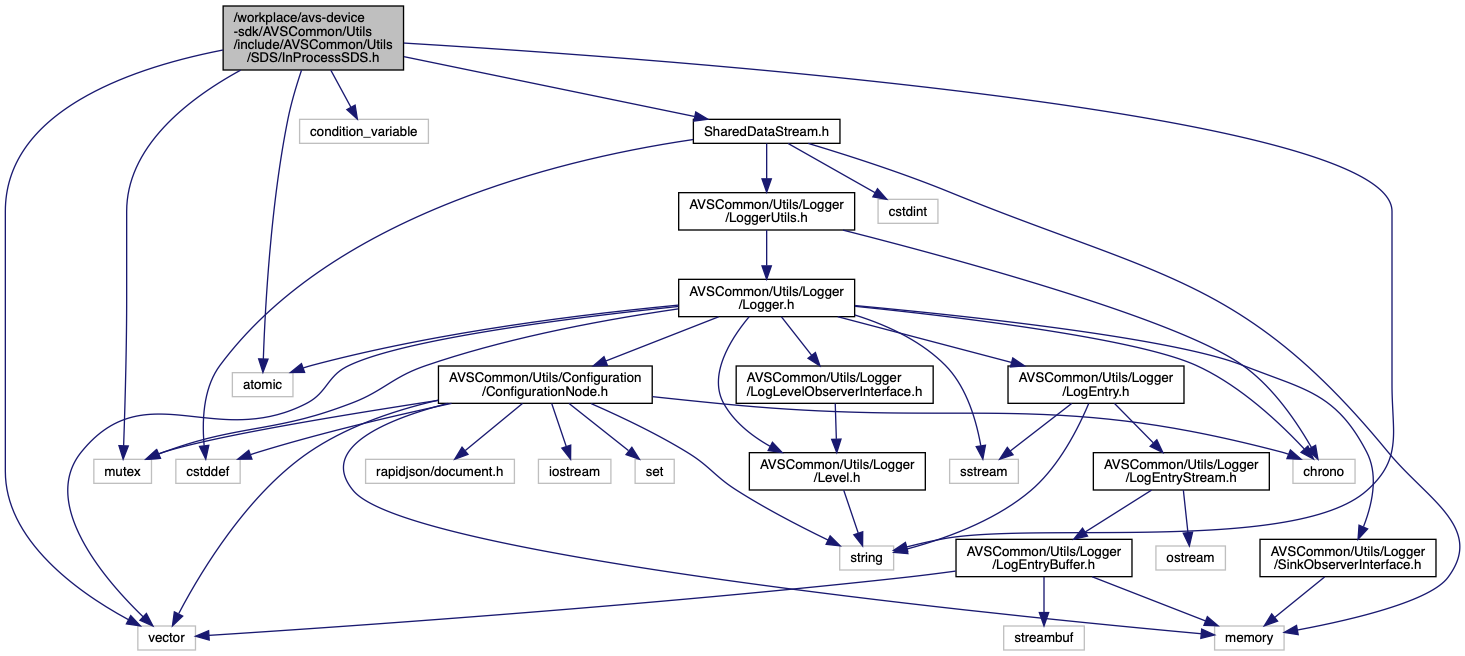 /workplace/avs-device
-sdk/AVSCommon/Utils
/include/AVSCommon/Utils
/SDS/InProcessSDS.h
condition_variable
SharedDataStream.h
AVSCommon/Utils/Logger
/LoggerUtils.h
cstdint
AVSCommon/Utils/Logger
/Logger.h
atomic
AVSCommon/Utils/Configuration
/ConfigurationNode.h
AVSCommon/Utils/Logger
/LogLevelObserverInterface.h
AVSCommon/Utils/Logger
/LogEntry.h
mutex
cstddef
rapidjson/document.h
iostream
set
AVSCommon/Utils/Logger
/Level.h
sstream
AVSCommon/Utils/Logger
/LogEntryStream.h
chrono
string
AVSCommon/Utils/Logger
/LogEntryBuffer.h
ostream
AVSCommon/Utils/Logger
/SinkObserverInterface.h
vector
streambuf
memory